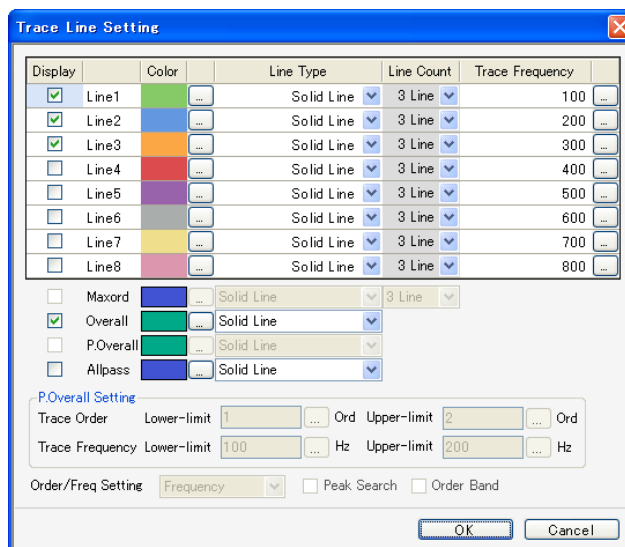 Trace Line Setting
Display Color Line Type Line Count Trace Frequency
Line1 ... Solid Line 3 Line 100 ...
Line2 ... Solid Line 3 Line 200 ...
Line3 ... Solid Line 3 Line 300 ...
Line4 ... Solid Line 3 Line 400 ...
Line5 ... Solid Line 3 Line 500 ...
Line6 ... Solid Line 3 Line 600 ...
Line7 ... Solid Line 3 Line 700 ...
Line8 ... Solid Line 3 Line 800 ...
Maxord ... Solid Line 3 Line
Overall ... Solid Line
P.Overall ... Solid Line
Allpass ... Solid Line
P.Overall Setting
Trace Order Lower-limit 1 ... Ord Upper-limit 2 ... Ord
Trace Frequency Lower-limit 100 ... Hz Upper-limit 200 ... Hz
Order/Freq Setting Frequency Peak Search Order Band
OK Cancel